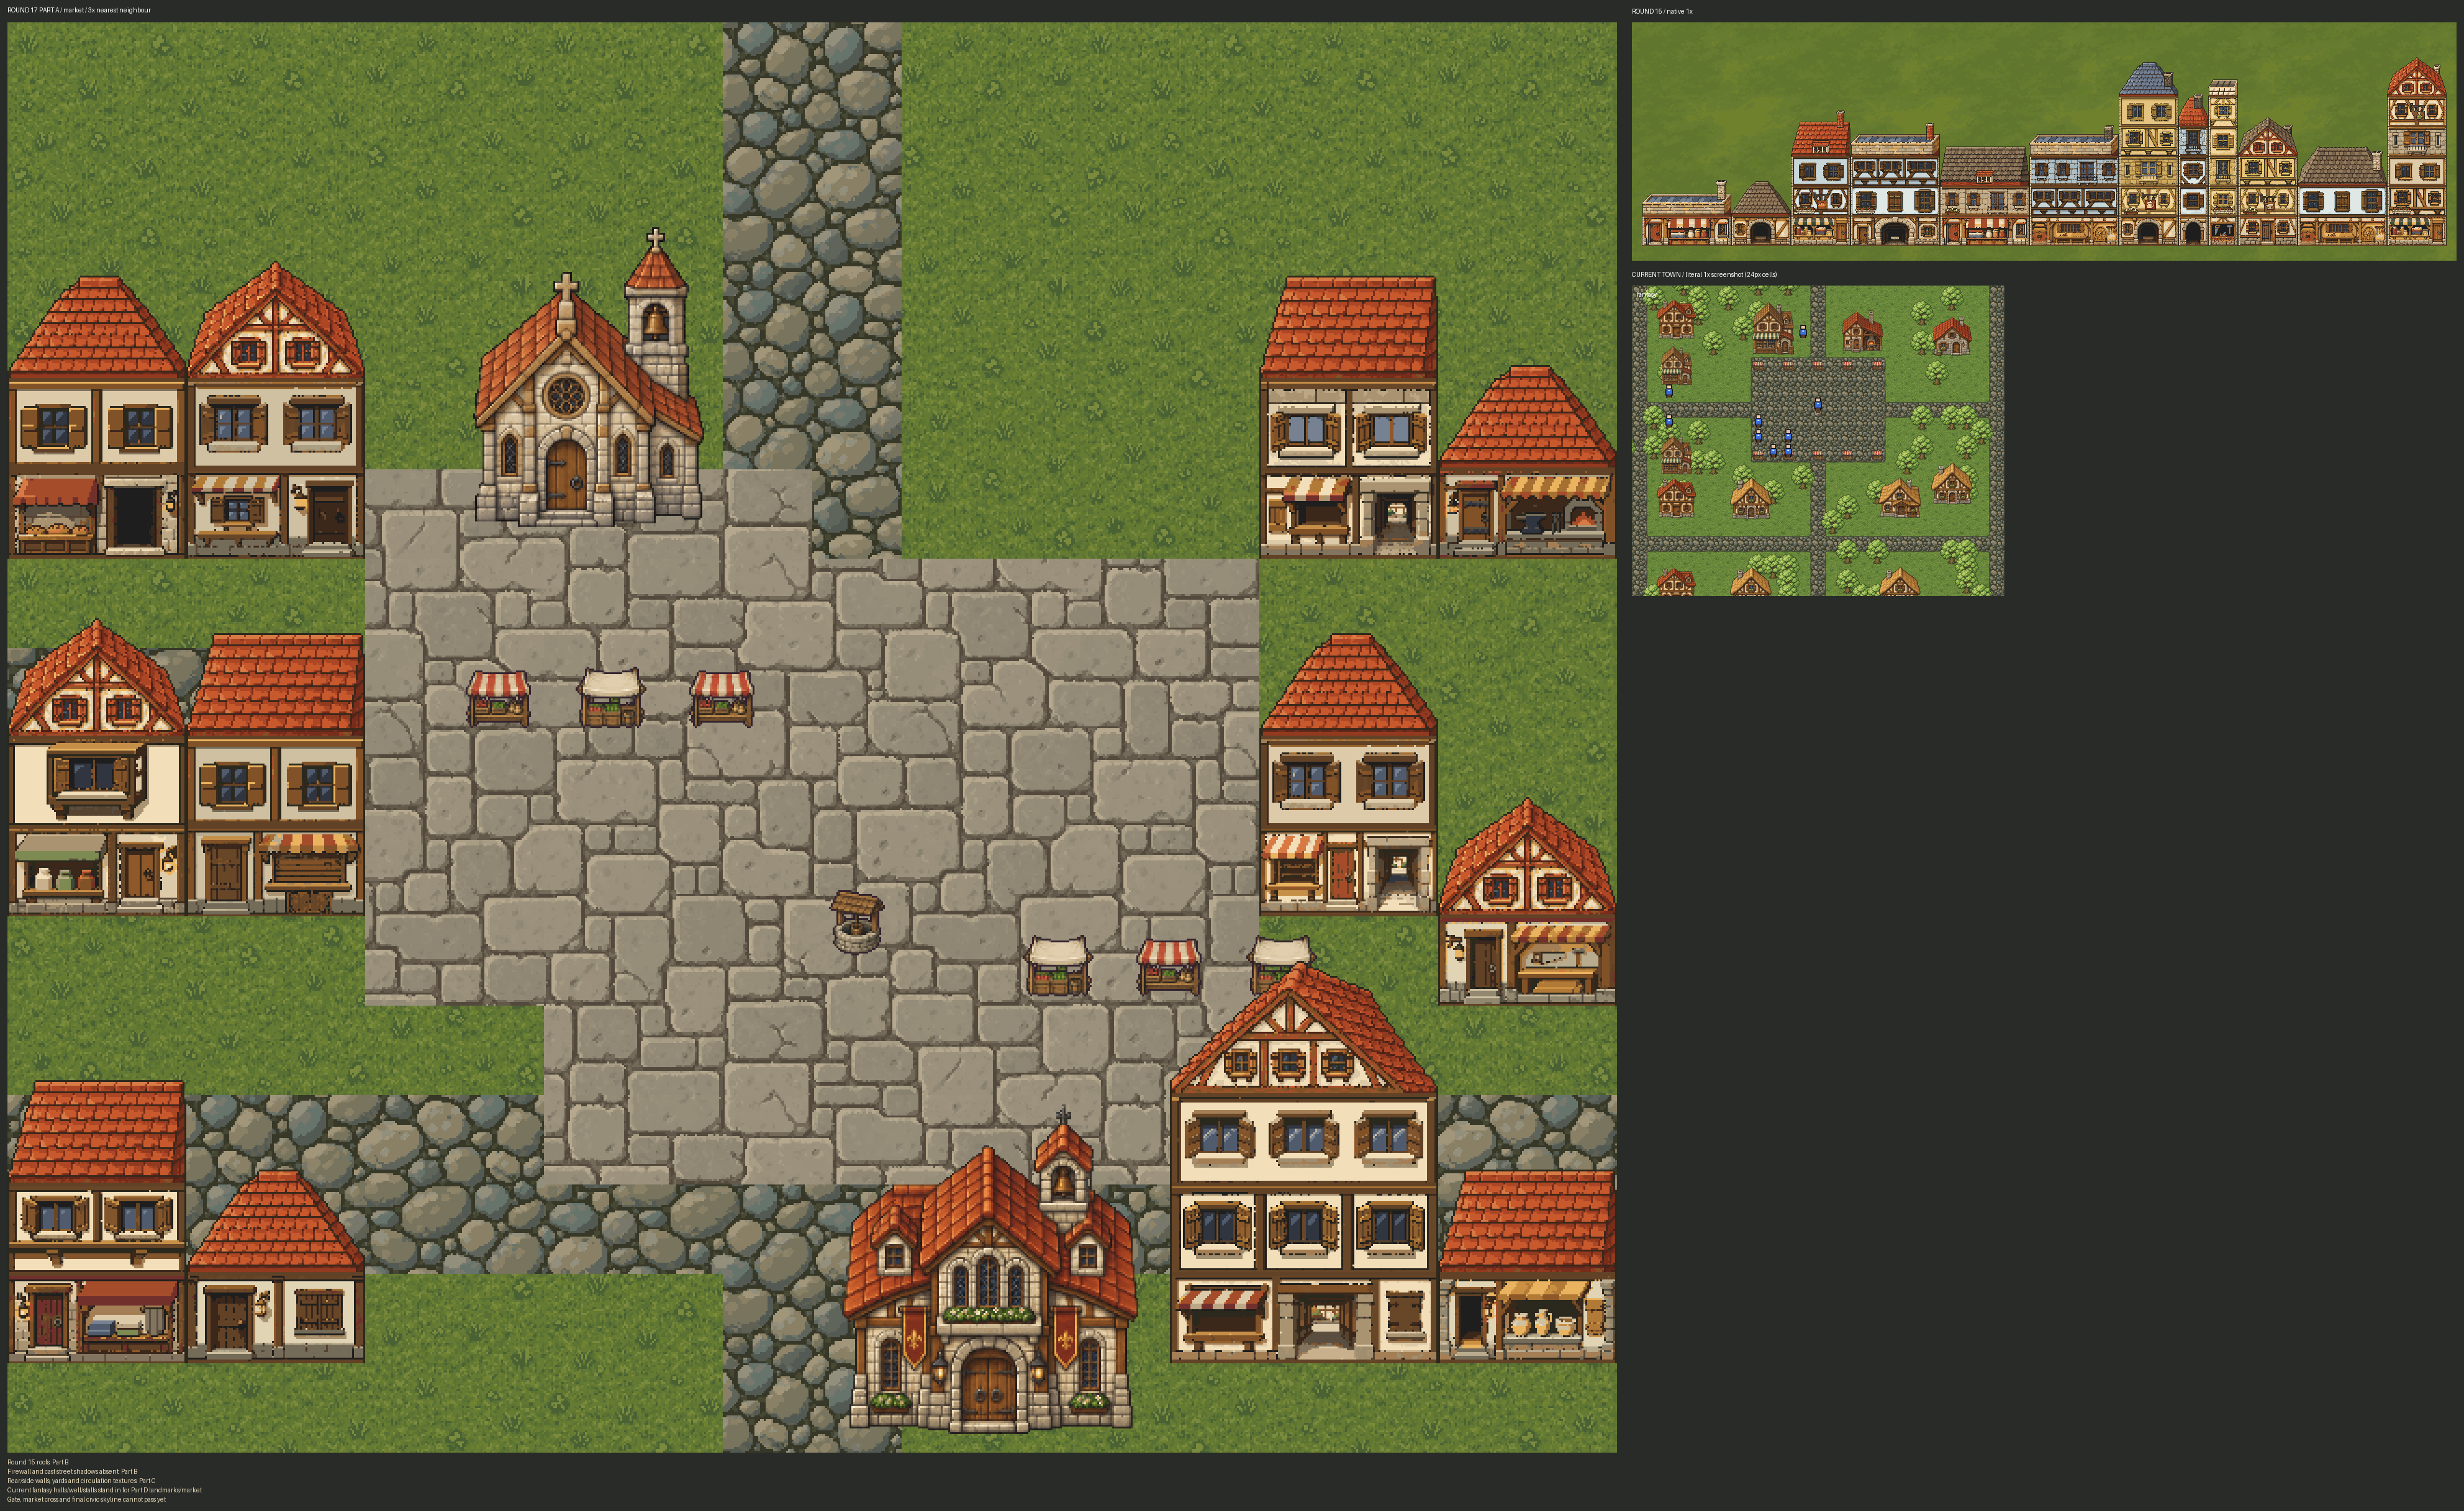 ROUND 17 PART A / market / 3x nearest neighbour
ROUND 15 / native 1x
CURRENT TOWN / literal 1x screenshot (24px cells)
Round 15 roofs: Part B
Firewall and cast street shadows absent: Part B
Rear/side walls, yards and circulation textures: Part C
Current fantasy halls/well/stalls stand in for Part D landmarks/market
Gate, market cross and final civic skyline cannot pass yet